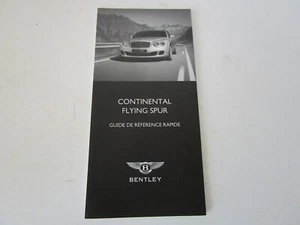 CONTINENTAL
FLYING SPUR
GUIDE DE RÉFÉRENCE RAPIDE
B
BENTLEY